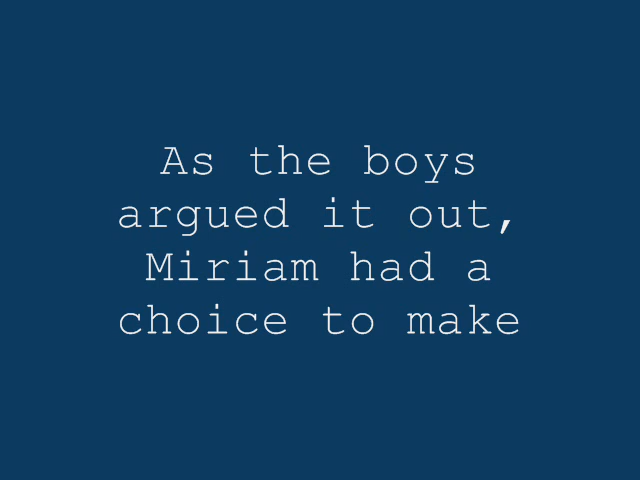 As the boys
argued it out,
Miriam had a
choice to make